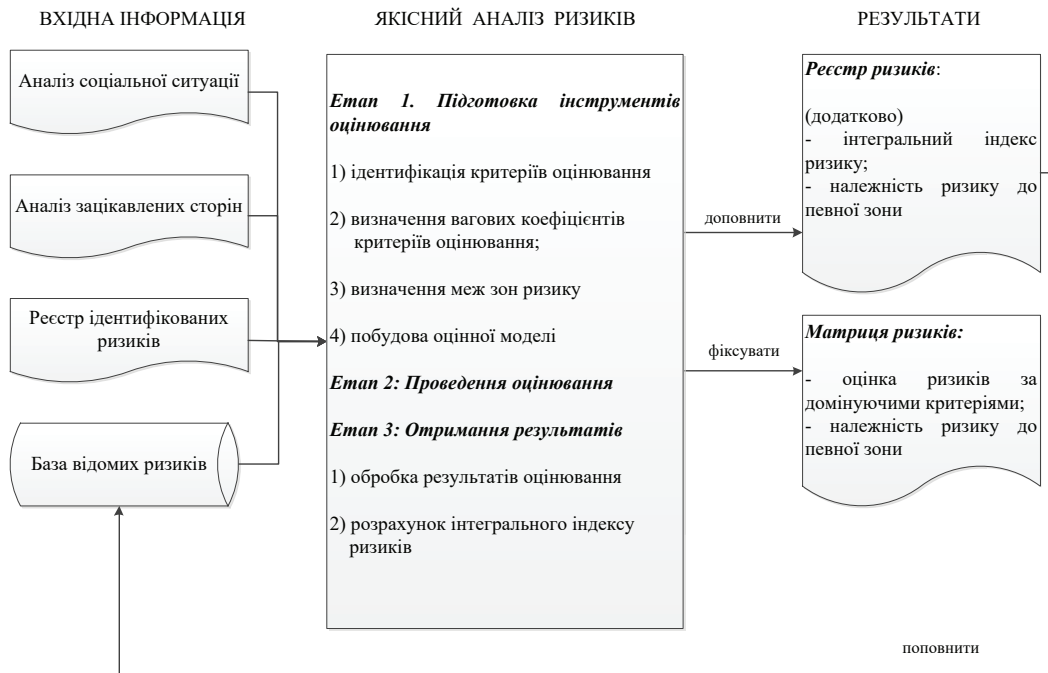 ВХІДНА ІНФОРМАЦІЯ
Аналіз соціальної ситуації
Аналіз зацікавлених сторін
Реєстр ідентифікованих
ризиків
База відомих ризиків
ЯКІСНИЙ АНАЛІЗ РИЗИКІВ
Етап 1. Підготовка інструментів
оцінювання
1) ідентифікація критеріїв оцінювання
2) визначення вагових коефіцієнтів
критеріїв оцінювання;
3) визначення меж зон ризику
4) побудова оцінної моделі
Етап 2: Проведення оцінювання
Етап 3: Отримання результатів
1) обробка результатів оцінювання
2) розрахунок інтегрального індексу
ризиків
доповнити
фіксувати
РЕЗУЛЬТАТИ
Реєстр ризиків:
(додатково)
- інтегральний індекс
ризику;
- належність ризику до
певної зони
Матриця ризиків:
- оцінка ризиків за
домінуючими критеріями;
- належність ризику до
певної зони
поповнити